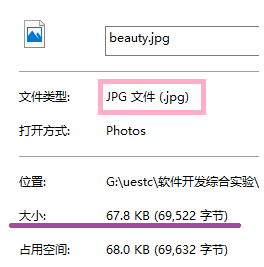 beauty.jpg
文件类型: JPG 文件 (.jpg)
打开方式: Photos
位置: G:\uestc\软件开发综合实验\
大小: 67.8 KB (69,522 字节)
占用空间: 68.0 KB (69,632 字节)